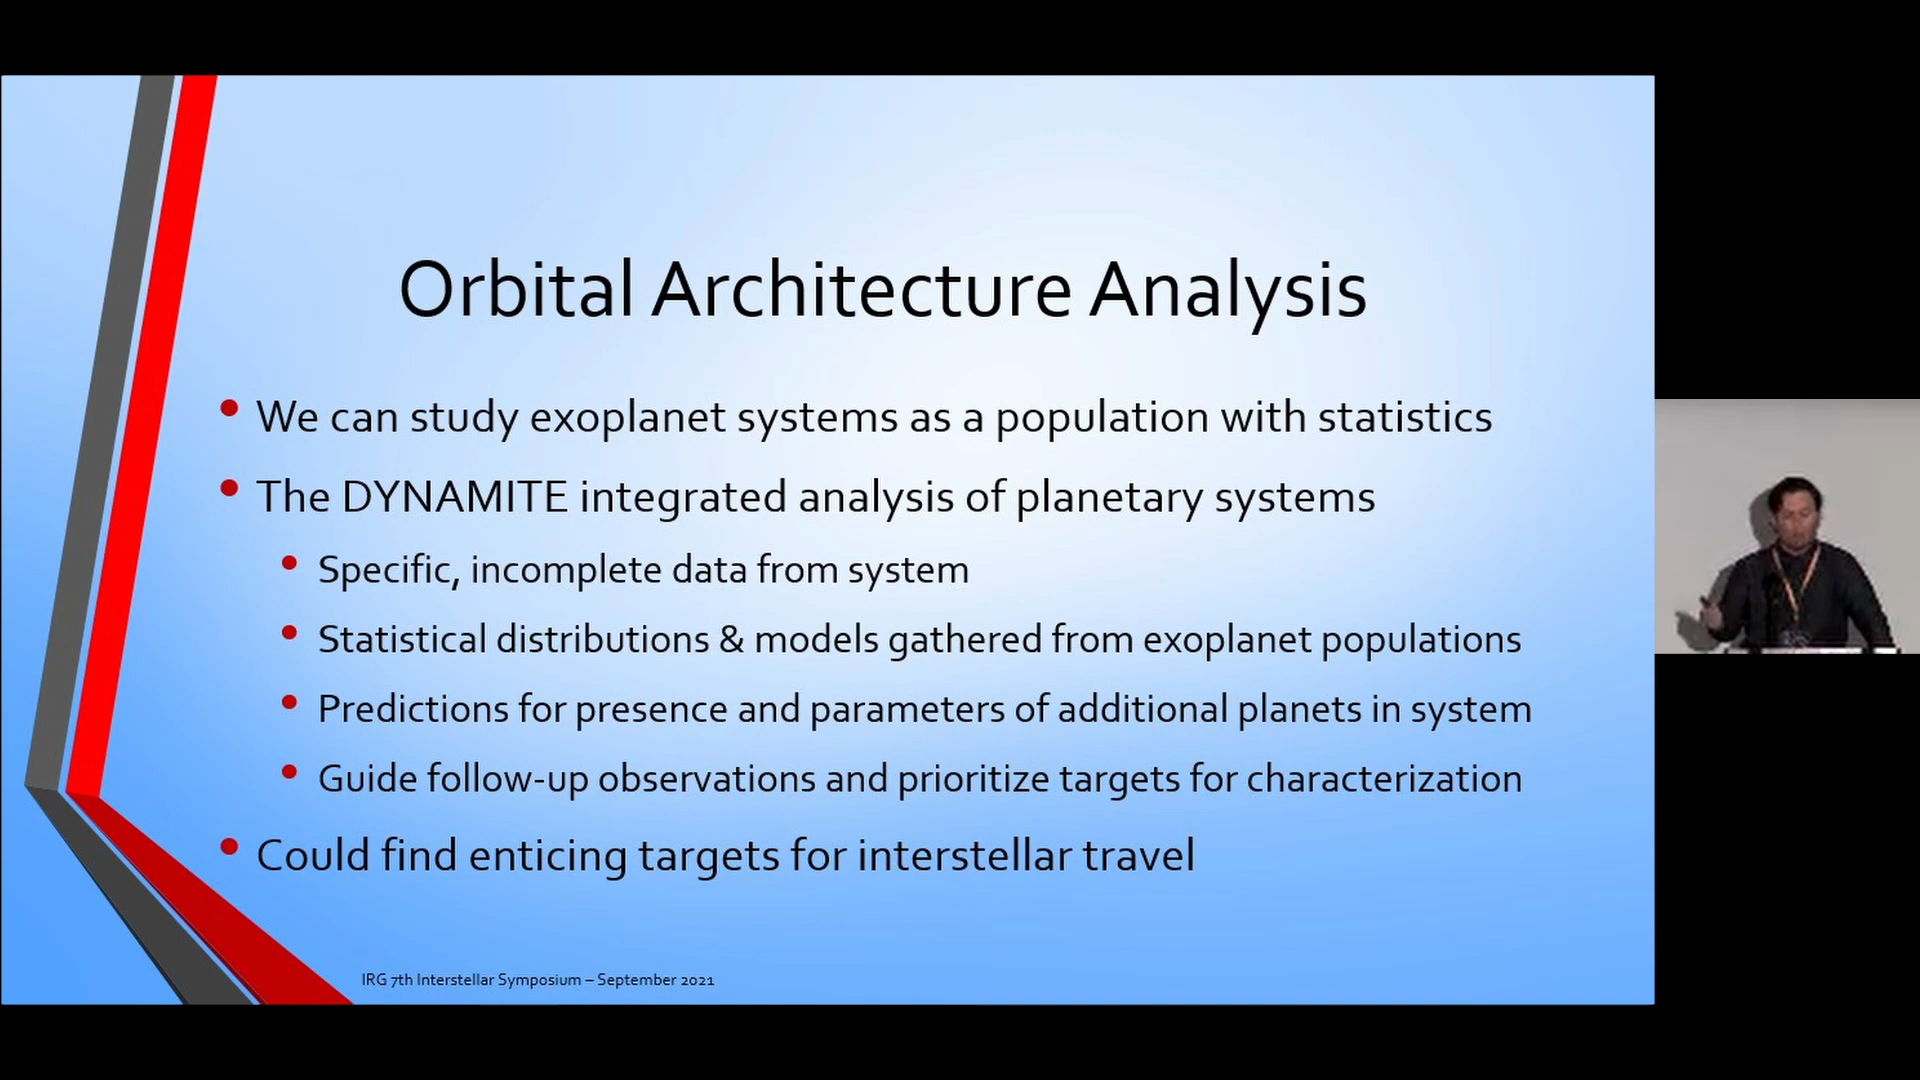 Orbital Architecture Analysis
• We can study exoplanet systems as a population with statistics
• The DYNAMITE integrated analysis of planetary systems
• Specific, incomplete data from system
• Statistical distributions & models gathered from exoplanet populations
• Predictions for presence and parameters of additional planets in system
• Guide follow-up observations and prioritize targets for characterization
• Could find enticing targets for interstellar travel
IRG 7th Interstellar Symposium – September 2021